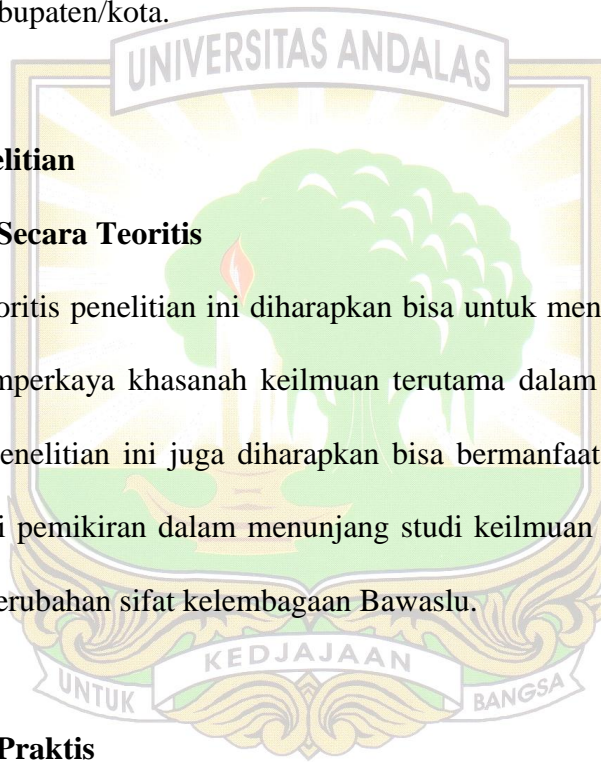 bupaten/kota.
UNIVERSITAS ANDALAS
elitian
Secara Teoritis
oritis penelitian ini diharapkan bisa untuk men
mperkaya khasanah keilmuan terutama dalam
enelitian ini juga diharapkan bisa bermanfaat
i pemikiran dalam menunjang studi keilmuan
erubahan sifat kelembagaan Bawaslu.
KEDJAJAAN
UNTUK BANGSA
Praktis